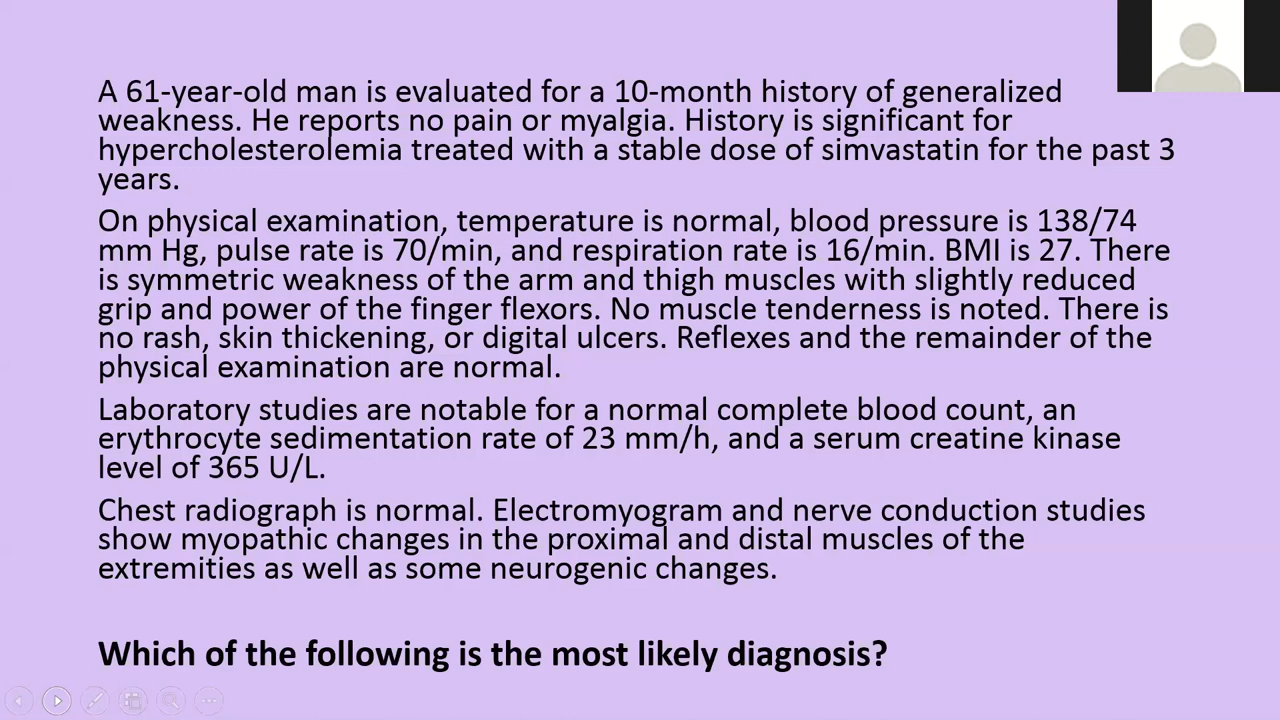 A 61-year-old man is evaluated for a 10-month history of generalized
weakness. He reports no pain or myalgia. History is significant for
hypercholesterolemia treated with a stable dose of simvastatin for the past 3
years.
On physical examination, temperature is normal, blood pressure is 138/74
mm Hg, pulse rate is 70/min, and respiration rate is 16/min. BMI is 27. There
is symmetric weakness of the arm and thigh muscles with slightly reduced
grip and power of the finger flexors. No muscle tenderness is noted. There is
no rash, skin thickening, or digital ulcers. Reflexes and the remainder of the
physical examination are normal.
Laboratory studies are notable for a normal complete blood count, an
erythrocyte sedimentation rate of 23 mm/h, and a serum creatine kinase
level of 365 U/L.
Chest radiograph is normal. Electromyogram and nerve conduction studies
show myopathic changes in the proximal and distal muscles of the
extremities as well as some neurogenic changes.
Which of the following is the most likely diagnosis?